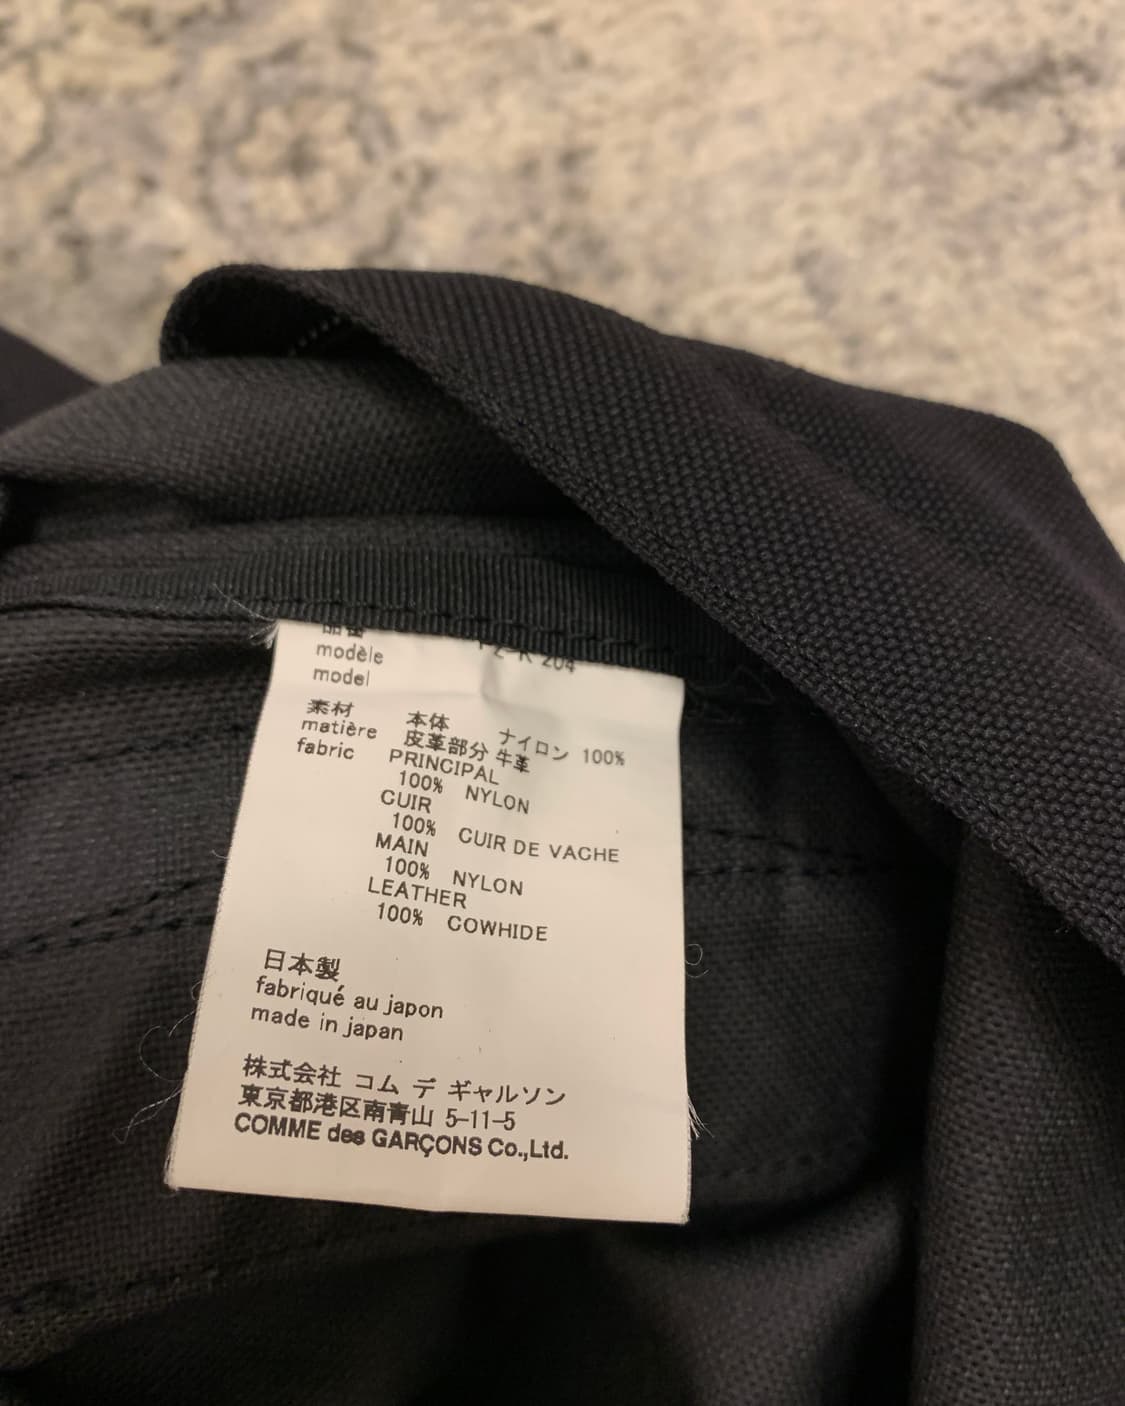 品番
modèle
model
素材 本体 ナイロン 100%
matière 皮革部分 牛革
fabric PRINCIPAL
100% NYLON
CUIR
100% CUIR DE VACHE
MAIN
100% NYLON
LEATHER
100% COWHIDE
日本製
fabriqué au japon
made in japan
株式会社 コム デ ギャルソン
東京都港区南青山 5-11-5
COMME des GARÇONS Co.,Ltd.